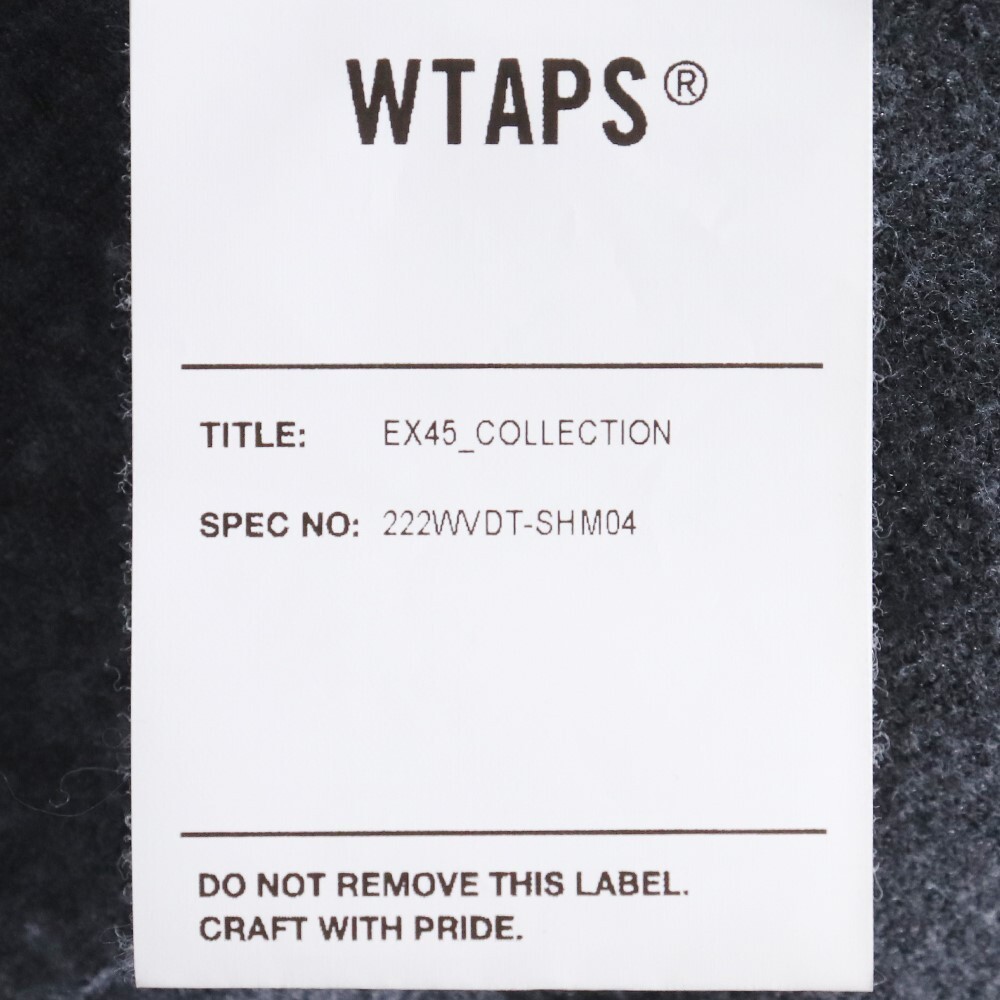 WTAPS®
TITLE: EX45_COLLECTION
SPEC NO: 222WVDT-SHM04
DO NOT REMOVE THIS LABEL.
CRAFT WITH PRIDE.